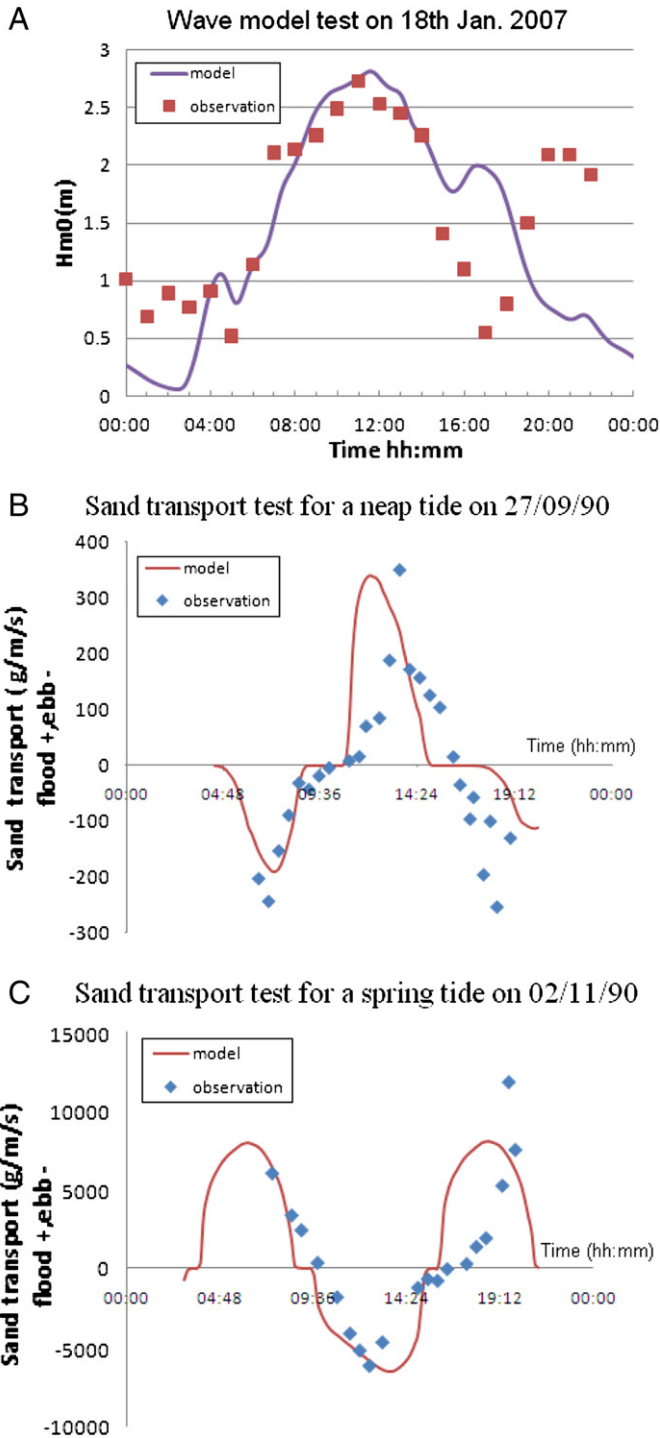 A
Wave model test on 18th Jan. 2007
3
2.5
2
1.5
1
0.5
0
Hm0(m)
model
observation
00:00 04:00 08:00 12:00 16:00 20:00 00:00
Time hh:mm
B
Sand transport test for a neap tide on 27/09/90
400
300
200
100
0
-100
-200
-300
Sand transport (g/m/s)
flood +,ebb -
model
observation
Time (hh:mm)
00:00 04:48 09:36 14:24 19:12 00:00
C
Sand transport test for a spring tide on 02/11/90
15000
10000
5000
0
-5000
-10000
Sand transport (g/m/s)
flood +,ebb -
model
observation
Time (hh:mm)
00:00 04:48 09:36 14:24 19:12 00:00